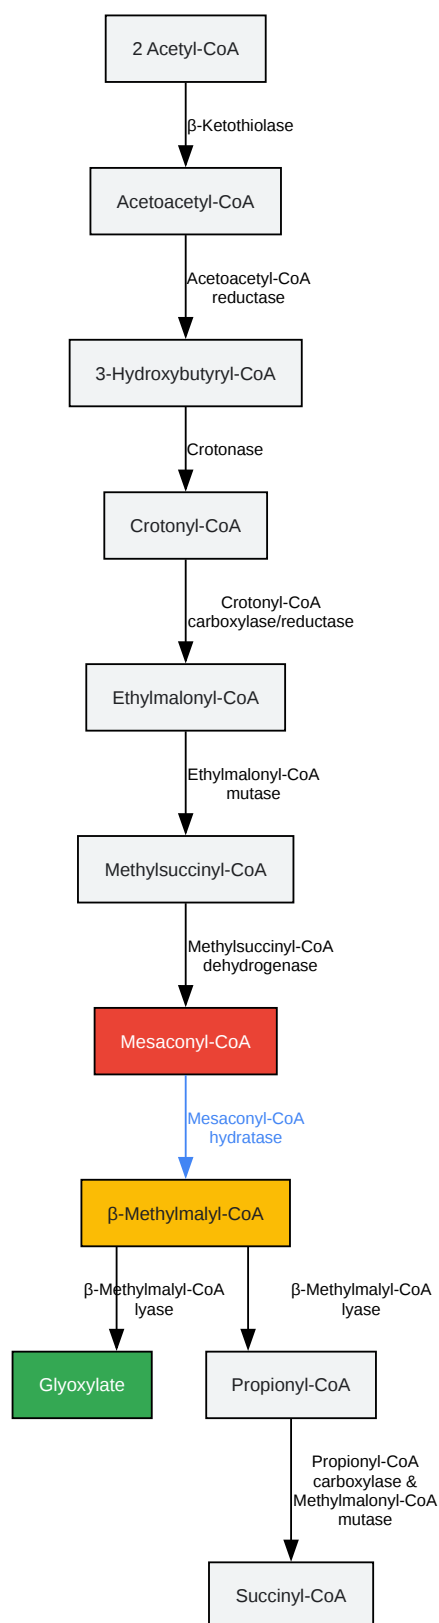 2 Acetyl-CoA
β-Ketothiolase
Acetoacetyl-CoA
Acetoacetyl-CoA
reductase
3-Hydroxybutyryl-CoA
Crotonase
Crotonyl-CoA
Crotonyl-CoA
carboxylase/reductase
Ethylmalonyl-CoA
Ethylmalonyl-CoA
mutase
Methylsuccinyl-CoA
Methylsuccinyl-CoA
dehydrogenase
Mesaconyl-CoA
Mesaconyl-CoA
hydratase
β-Methylmalyl-CoA
β-Methylmalyl-CoA
lyase
β-Methylmalyl-CoA
lyase
Glyoxylate
Propionyl-CoA
Propionyl-CoA
carboxylase &
Methylmalonyl-CoA
mutase
Succinyl-CoA